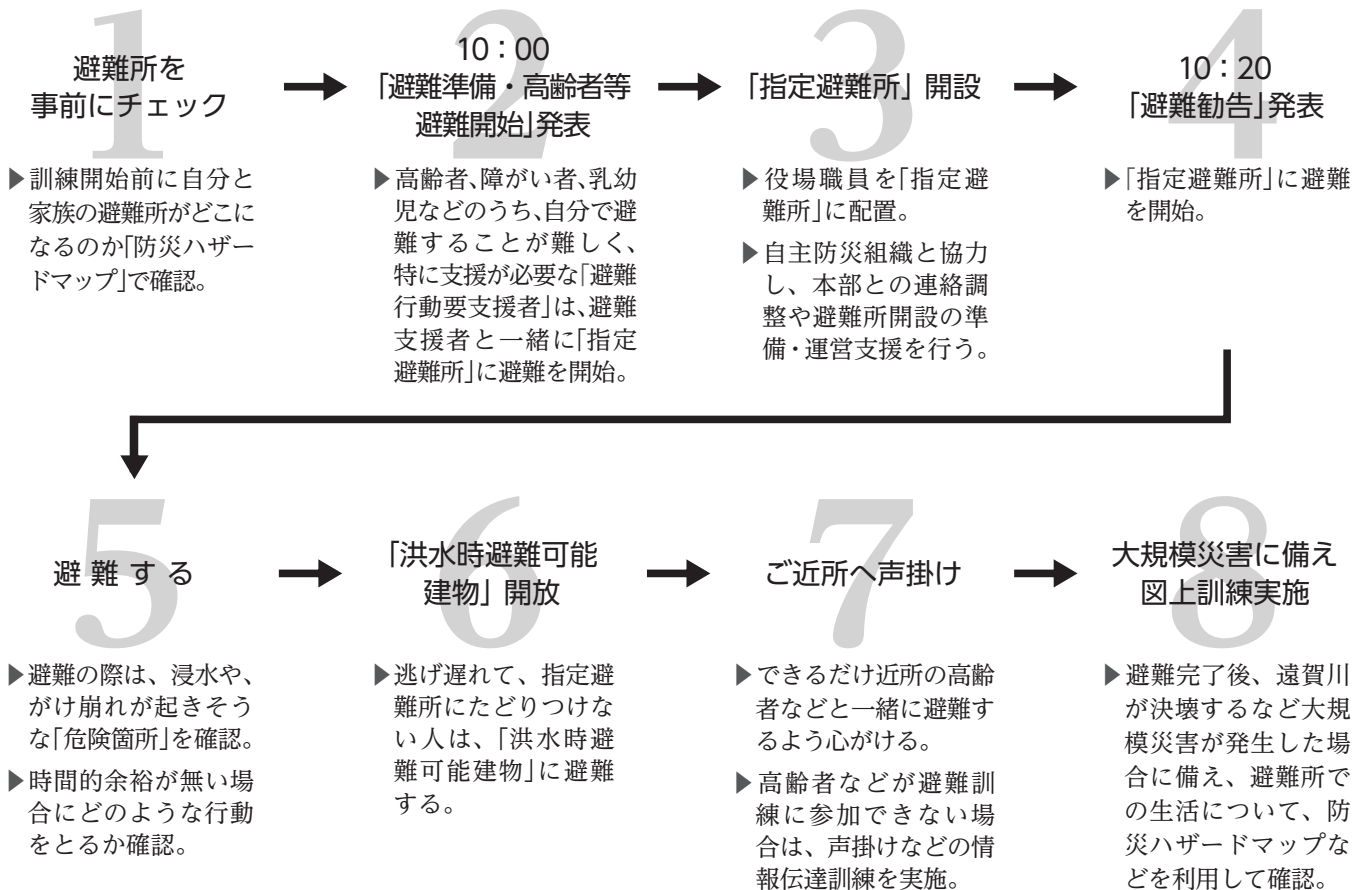 1
避難所を
事前にチェック
▶訓練開始前に自分と
家族の避難所がどこに
なるのか「防災ハザー
ドマップ」で確認。
2
10：00
「避難準備・高齢者等
避難開始」発表
▶高齢者、障がい者、乳幼
児などのうち、自分で避
難することが難しく、
特に支援が必要な「避難
行動要支援者」は、避難
支援者と一緒に「指定
避難所」に避難を開始。
3
「指定避難所」開設
▶役場職員を「指定避
難所」に配置。
▶自主防災組織と協力
し、本部との連絡調
整や避難所開設の準
備・運営支援を行う。
4
10：20
「避難勧告」発表
▶「指定避難所」に避難
を開始。
5
避難する
▶避難の際は、浸水や、
がけ崩れが起きそう
な「危険箇所」を確認。
▶時間的余裕が無い場
合にどのような行動
をとるか確認。
6
「洪水時避難可能
建物」開放
▶逃げ遅れて、指定避
難所にたどりつけな
い人は、「洪水時避
難可能建物」に避難
する。
7
ご近所へ声掛け
▶できるだけ近所の高齢
者などと一緒に避難す
るよう心がける。
▶高齢者などが避難訓
練に参加できない場
合は、声掛けなどの情
報伝達訓練を実施。
8
大規模災害に備え
図上訓練実施
▶避難完了後、遠賀川
が決壊するなど大規
模災害が発生した場
合に備え、避難所で
の生活について、防
災ハザードマップな
どを利用して確認。